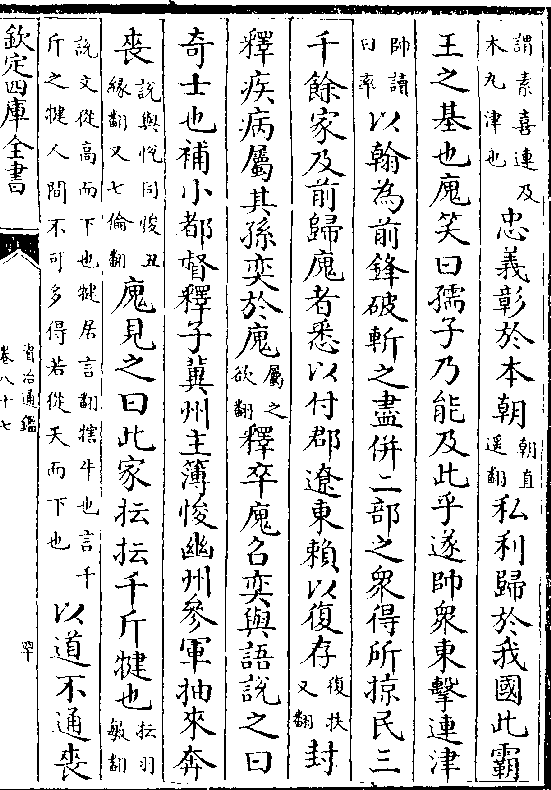 謂素喜連及木九津也忠義彰於本朝朝直遥翻私利歸於我國此霸
王之基也廆笑曰孺子乃能及此乎遂帥衆東擊連津
帥讀曰率以翰為前鋒破斬之盡併二部之衆得所掠民三
千餘家及前歸廆者悉以付郡遼東賴以復存復扶又翻封
釋疾病屬其孫奕於廆屬之欲翻釋卒廆召奕與語說之曰
奇士也補小都督釋子冀州主簿悛幽州參軍抽來奔
喪說與悅同悛丑縁翻又七倫翻廆見之曰此家抎抎千斤犍也抎羽敏翻
說文從高而下也犍居言翻犗牛也言千斤之犍人間不可多得若從天而下也以道不通喪
欽定四庫全書
資治通鑑
卷八十七